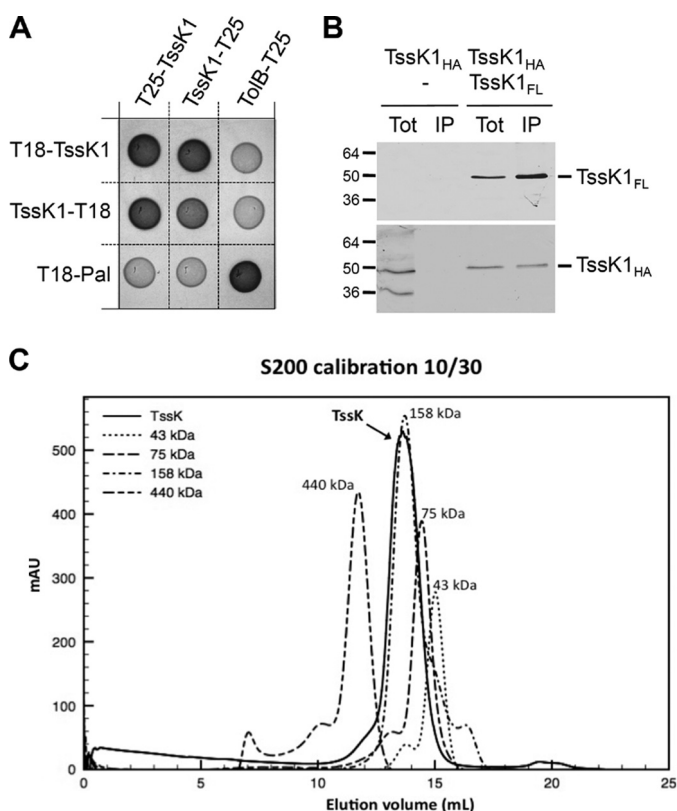 A
T25-TssK1
TssK1-T25
TolB-T25
T18-TssK1
TssK1-T18
T18-Pal
B
TssK1HA TssK1HA
- TssK1FL
Tot IP Tot IP
64
50
36
TssK1FL
64
50
36
TssK1HA
C
S200 calibration 10/30
TssK
43 kDa
75 kDa
158 kDa
440 kDa
TssK
158 kDa
440 kDa
75 kDa
43 kDa
mAU
500
400
300
200
100
0
0 5 10 15 20 25
Elution volume (mL)